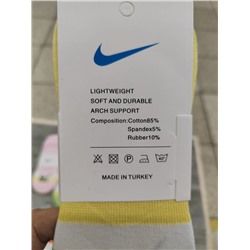 LIGHTWEIGHT
SOFT AND DURABLE
ARCH SUPPORT
Composition:Cotton85%
Spandex5%
Rubber10%
MADE IN TURKEY